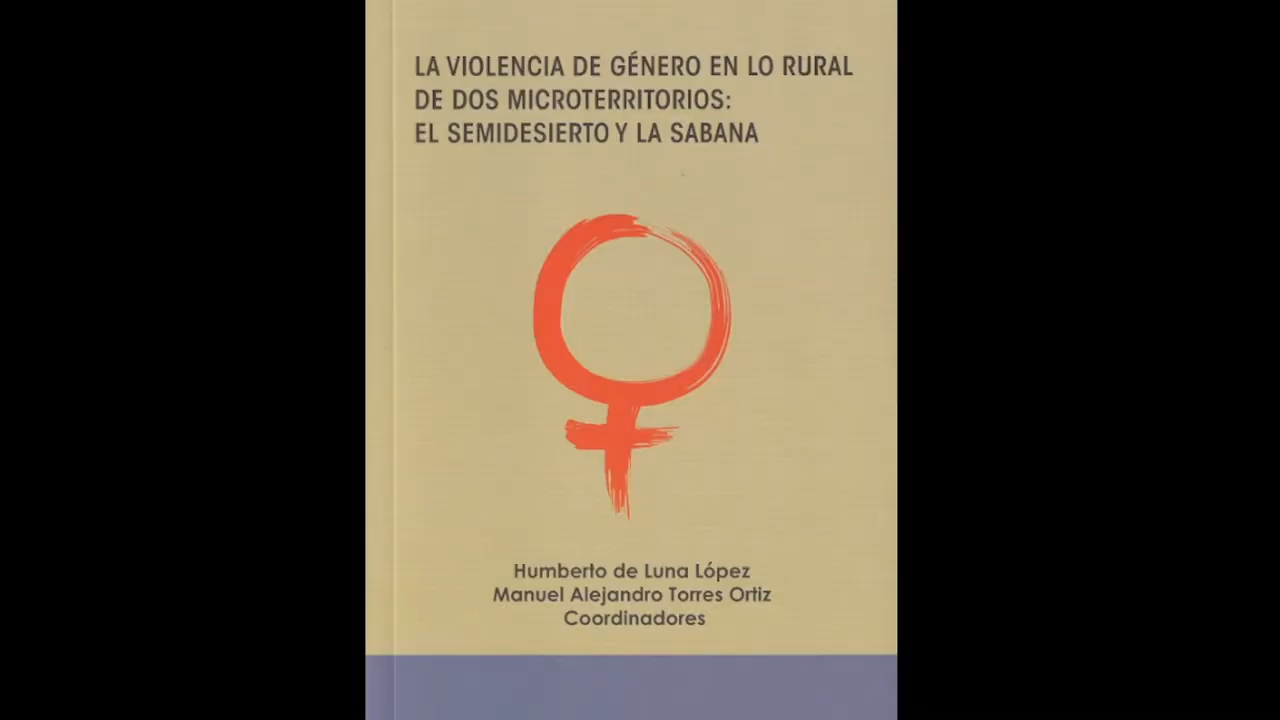 LA VIOLENCIA DE GÉNERO EN LO RURAL
DE DOS MICROTERRITORIOS:
EL SEMIDESIERTO Y LA SABANA
Humberto de Luna López
Manuel Alejandro Torres Ortiz
Coordinadores